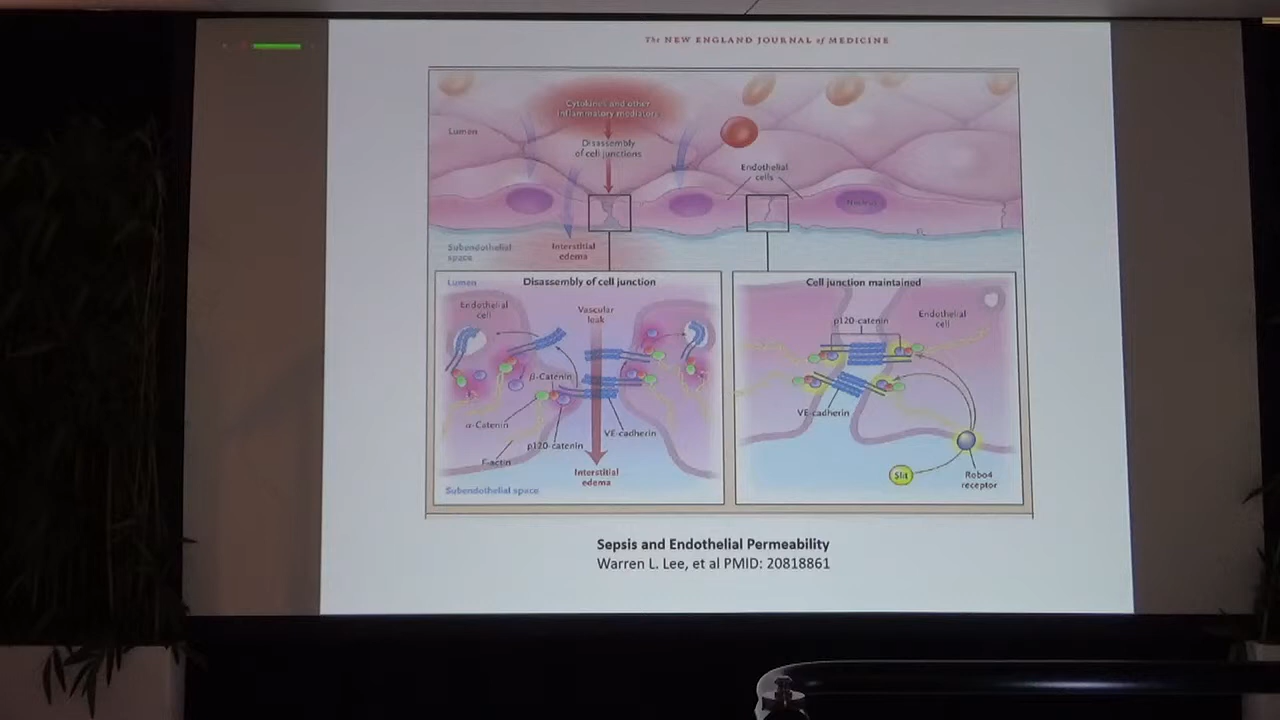 The NEW ENGLAND JOURNAL of MEDICINE
Cytokines and other
inflammatory mediators
Lumen
Disassembly
of cell junctions
Endothelial
cells
Nucleus
Subendothelial
space
Interstitial
edema
Lumen
Disassembly of cell junction
Endothelial
cell
Vascular
leak
β-Catenin
α-Catenin
p120-catenin
VE-cadherin
F-actin
Interstitial
edema
Subendothelial space
Cell junction maintained
p120-catenin
Endothelial
cell
VE-cadherin
Slit
Robo4
receptor
Sepsis and Endothelial Permeability
Warren L. Lee, et al PMID: 20818861